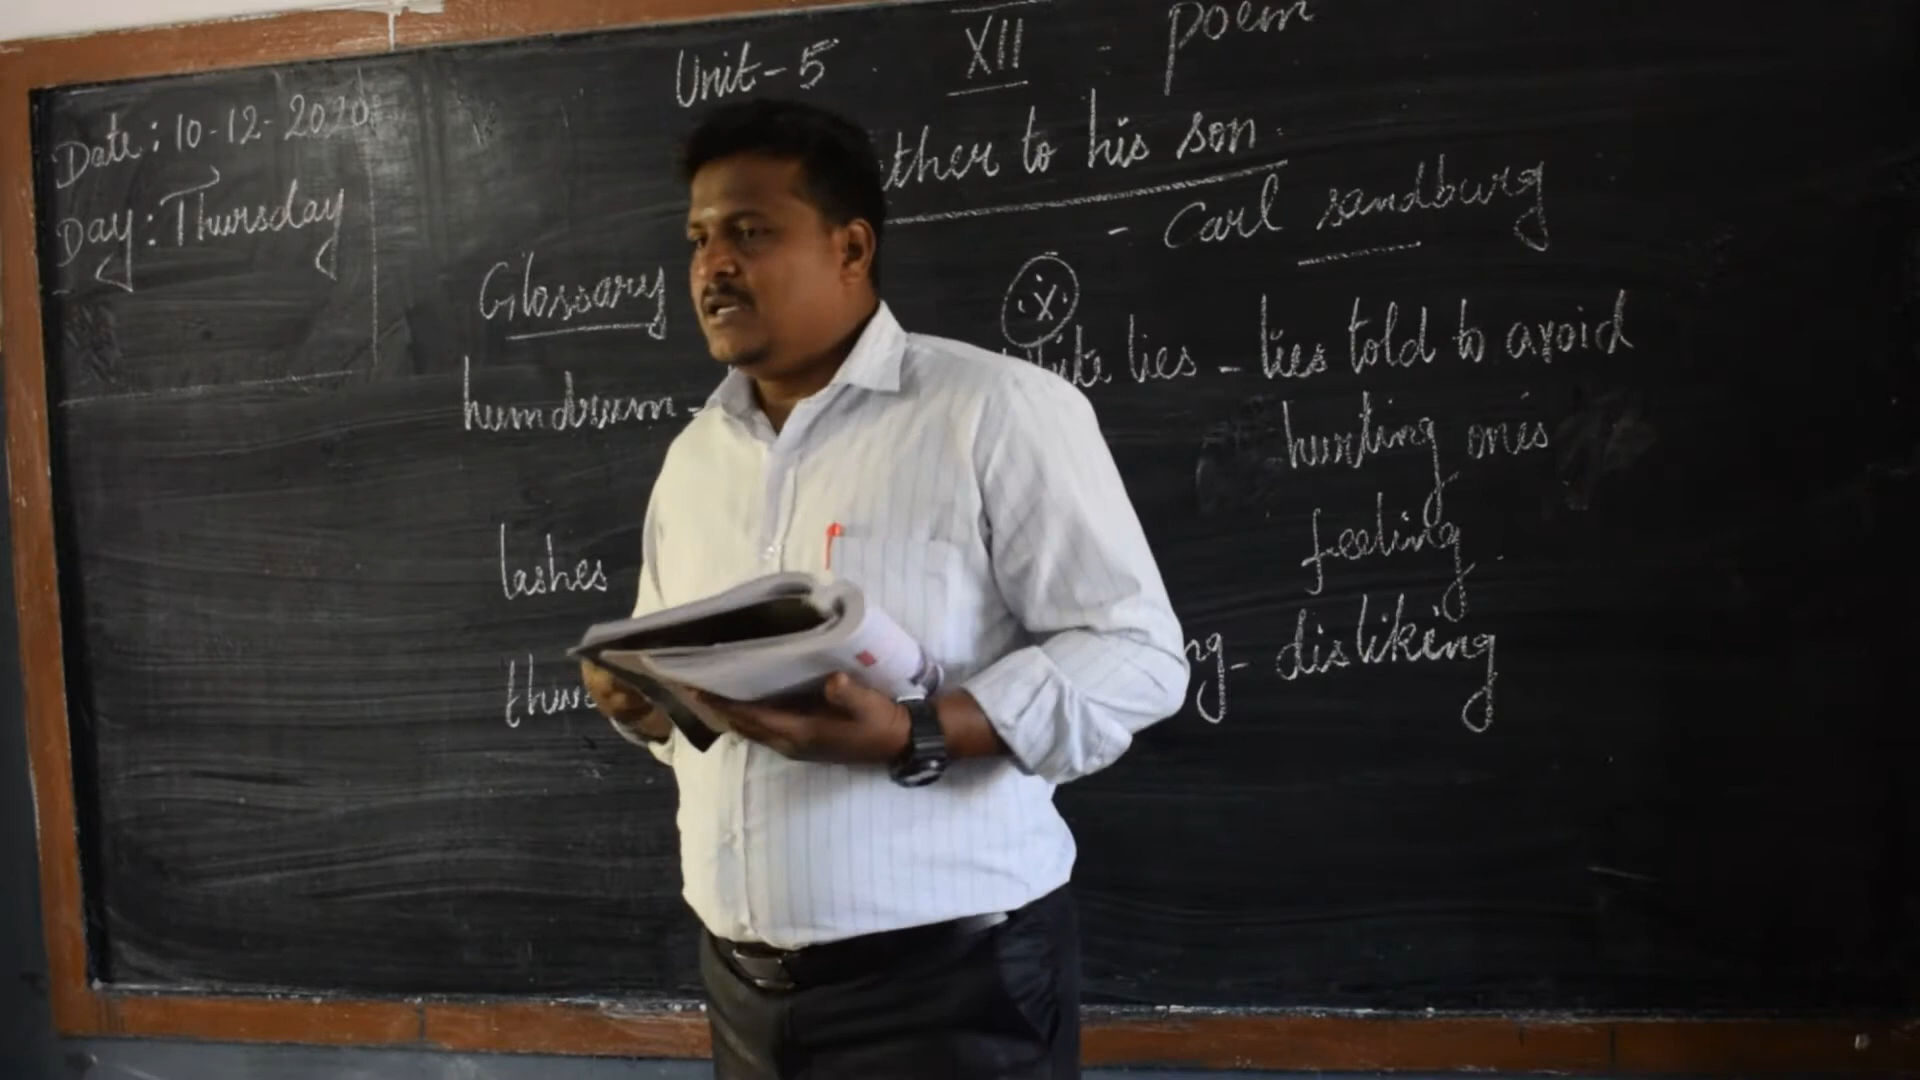 Unit-5 XII - Poem
Date: 10-12-2020
ther to his son
Day: Thursday
- Carl sandburg
Glossary
(x)
humdrum - lies - lies told to avoid
hurting one's
lashes
feeling
disliking